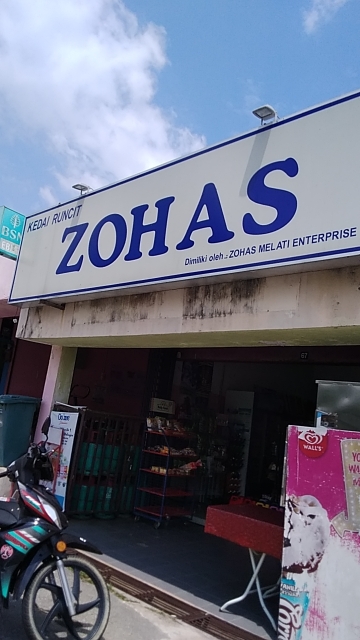 KEDAI RUNCIT
ZOHAS
Dimiliki oleh : ZOHAS MELATI ENTERPRISE
BSN
WALL'S